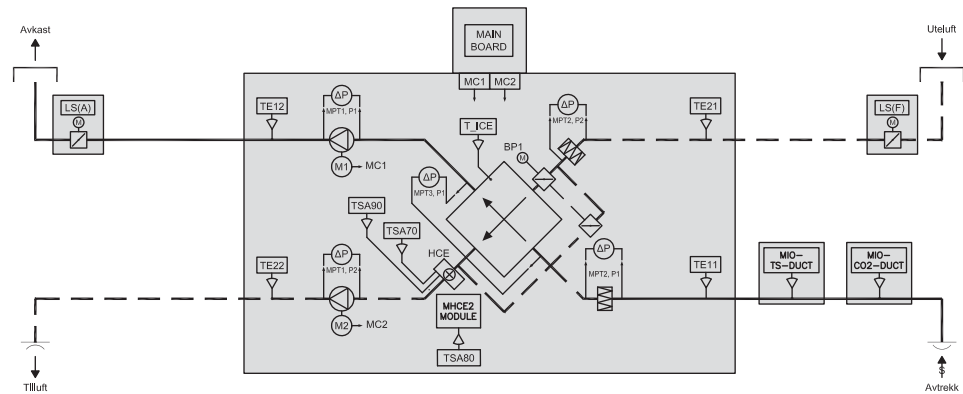 Avkast
MAIN
BOARD
Uteluft
MC1
MC2
LS(A)
M
TE12
ΔP
MPT1, P1
T_ICE
ΔP
MPT2, P2
TE21
LS(F)
M
BP1
M
M1
MC1
ΔP
MPT3, P1
TSA90
TSA70
HCE
TE22
ΔP
MPT1, P2
ΔP
MPT2, P1
TE11
MIO-
TS-DUCT
MIO-
CO2-DUCT
M2
MC2
MHCE2
MODULE
TSA80
Tilluft
$
Avtrekk